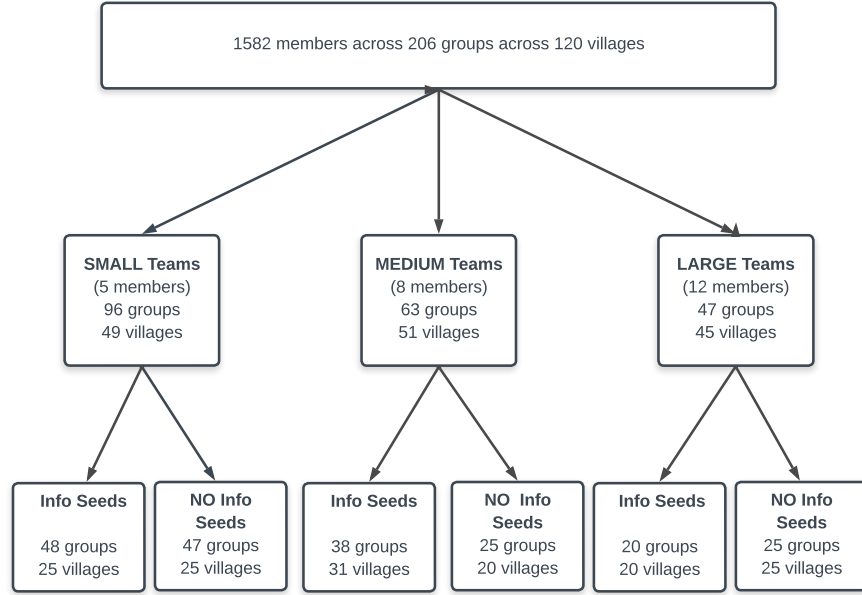 1582 members across 206 groups across 120 villages
SMALL Teams
(5 members)
96 groups
49 villages
MEDIUM Teams
(8 members)
63 groups
51 villages
LARGE Teams
(12 members)
47 groups
45 villages
Info Seeds
48 groups
25 villages
NO Info
Seeds
47 groups
25 villages
Info Seeds
38 groups
31 villages
NO Info
Seeds
25 groups
20 villages
Info Seeds
20 groups
20 villages
NO Info
Seeds
25 groups
25 villages